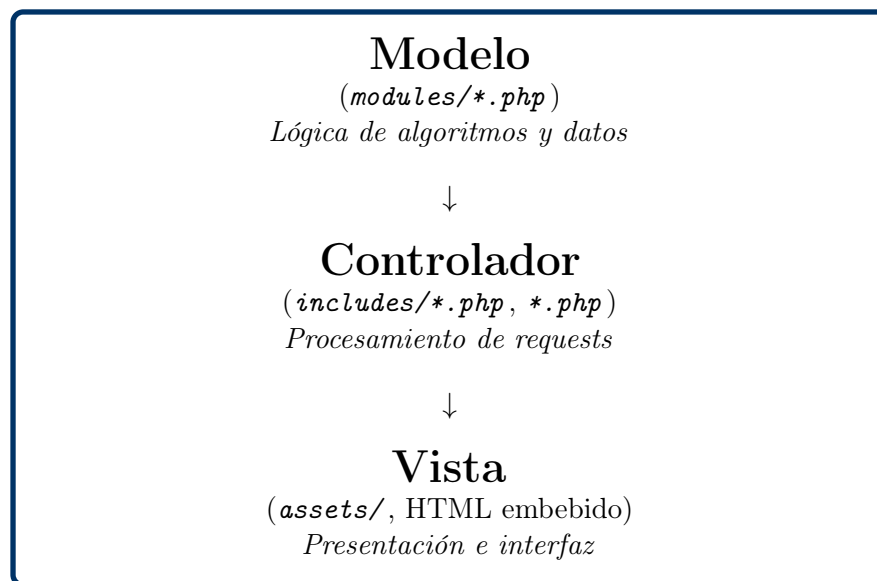 Modelo
(modules/*.php)
Lógica de algoritmos y datos
↓
Controlador
(includes/*.php, *.php)
Procesamiento de requests
↓
Vista
(assets/, HTML embebido)
Presentación e interfaz